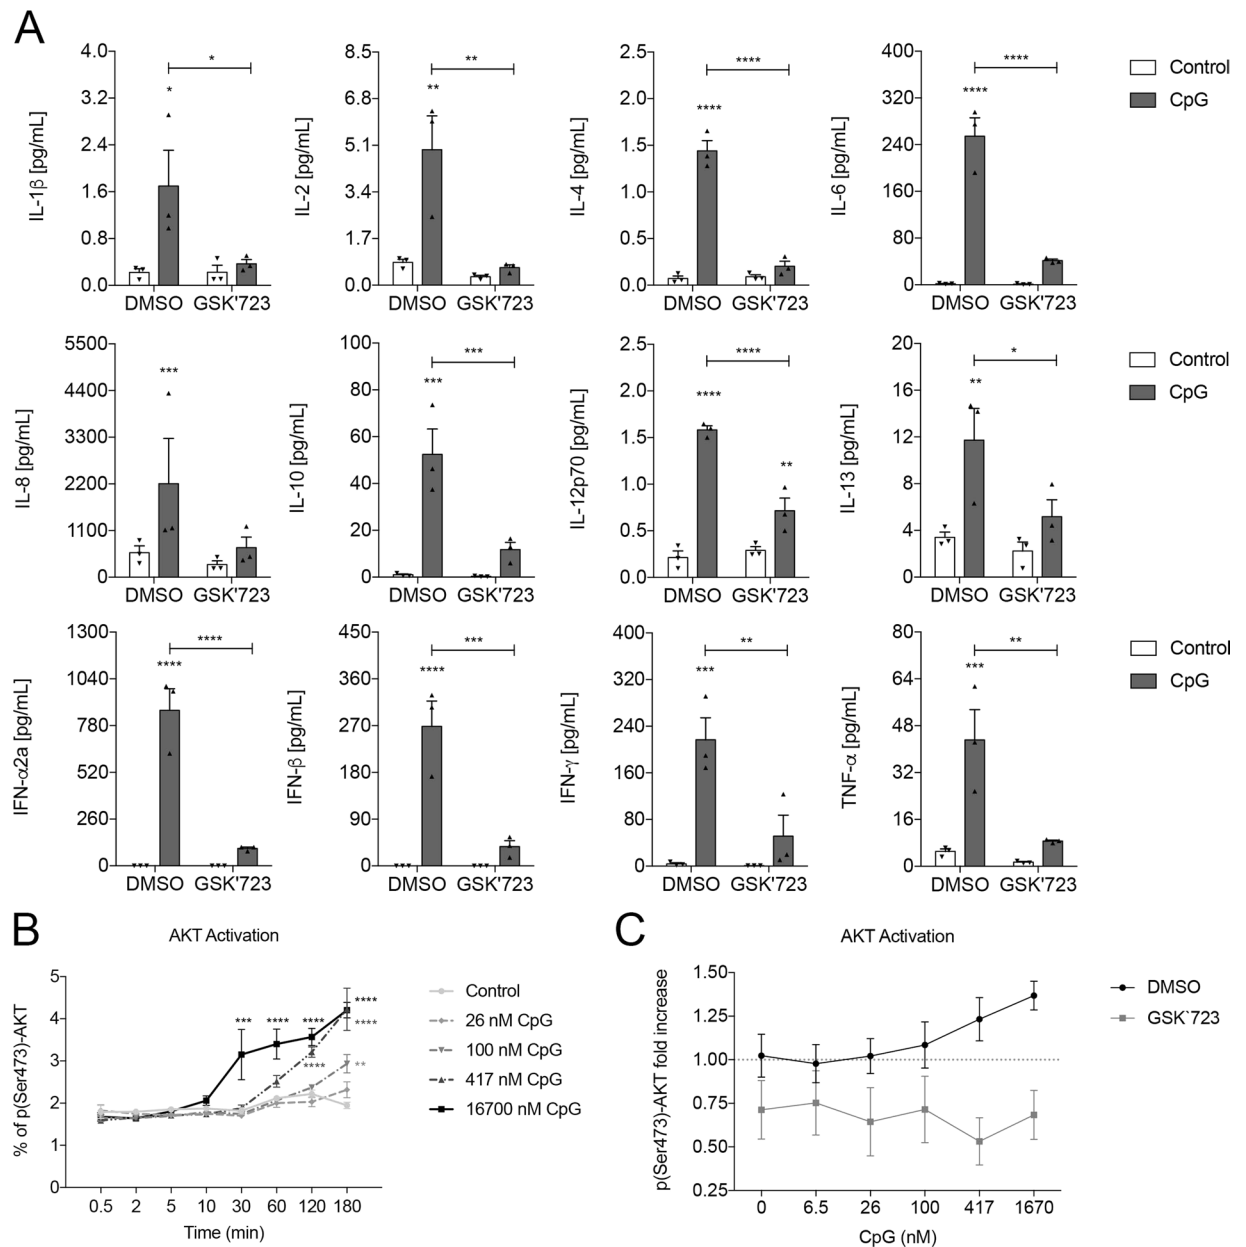 A
4.0
3.2
2.4
1.6
0.8
0.0
IL-1β [pg/mL]
*
*
DMSO GSK'723
8.5
6.8
5.1
3.4
1.7
0.0
IL-2 [pg/mL]
**
**
DMSO GSK'723
2.5
2.0
1.5
1.0
0.5
0.0
IL-4 [pg/mL]
****
****
DMSO GSK'723
400
320
240
160
80
0
IL-6 [pg/mL]
****
****
DMSO GSK'723
Control
CpG
5500
4400
3300
2200
1100
0
IL-8 [pg/mL]
***
DMSO GSK'723
100
80
60
40
20
0
IL-10 [pg/mL]
***
***
DMSO GSK'723
2.5
2.0
1.5
1.0
0.5
0.0
IL-12p70 [pg/mL]
****
****
**
DMSO GSK'723
20
16
12
8
4
0
IL-13 [pg/mL]
*
**
DMSO GSK'723
Control
CpG
1300
1040
780
520
260
0
IFN-α2a [pg/mL]
****
****
DMSO GSK'723
450
360
270
180
90
0
IFN-β [pg/mL]
***
****
DMSO GSK'723
400
320
240
160
80
0
IFN-γ [pg/mL]
**
***
DMSO GSK'723
80
64
48
32
16
0
TNF-α [pg/mL]
**
***
DMSO GSK'723
Control
CpG
B
AKT Activation
5
4
3
2
1
0
% of p(Ser473)-AKT
*** **** **** ****
****
****
**
0.5 2 5 10 30 60 120 180
Time (min)
Control
26 nM CpG
100 nM CpG
417 nM CpG
16700 nM CpG
C
AKT Activation
1.50
1.25
1.00
0.75
0.50
0.25
p(Ser473)-AKT fold increase
0 6.5 26 100 417 1670
CpG (nM)
DMSO
GSK`723